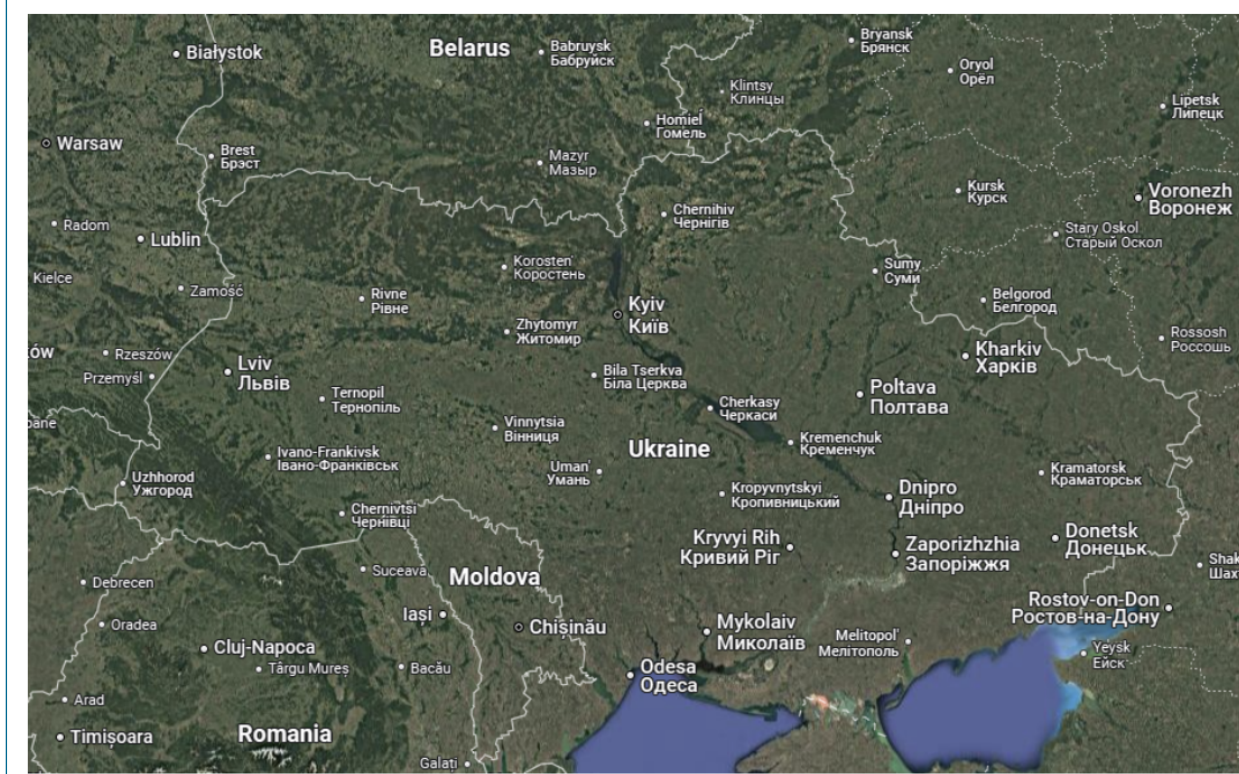 Białystok
Belarus
Babruysk
Бабруйск
Bryansk
Брянск
Oryol
Орёл
Klintsy
Клинцы
Lipetsk
Липецк
Homieĺ
Гомель
Warsaw
Brest
Брэст
Mazyr
Мазыр
Kursk
Курск
Voronezh
Воронеж
Radom
Lublin
Chernihiv
Чернігів
Stary Oskol
Старый Оскол
Kielce
Zamość
Rivne
Рівне
Korosten'
Коростень
Sumy
Суми
Belgorod
Белгород
Kyiv
Київ
Zhytomyr
Житомир
Rossosh
Россошь
ów
Rzeszów
Przemyśl
Lviv
Львів
Kharkiv
Харків
Bila Tserkva
Біла Церква
Ternopil
Тернопіль
Poltava
Полтава
Cherkasy
Черкаси
Vinnytsia
Вінниця
Ukraine
Kremenchuk
Кременчук
Ivano-Frankivsk
Івано-Франківськ
Uman'
Умань
Kramatorsk
Краматорськ
Uzhhorod
Ужгород
Kropyvnytskyi
Кропивницький
Dnipro
Дніпро
Chernivtsi
Чернівці
Kryvyi Rih
Кривий Ріг
Zaporizhzhia
Запоріжжя
Donetsk
Донецьк
Shak
Шахт
Debrecen
Suceava
Moldova
Rostov-on-Don
Ростов-на-Дону
Oradea
Iași
Chișinău
Mykolaiv
Миколаїв
Melitopol'
Мелітополь
Yeysk
Ейск
Cluj-Napoca
Târgu Mureș
Bacău
Odesa
Одеса
Arad
Timișoara
Romania
Galați